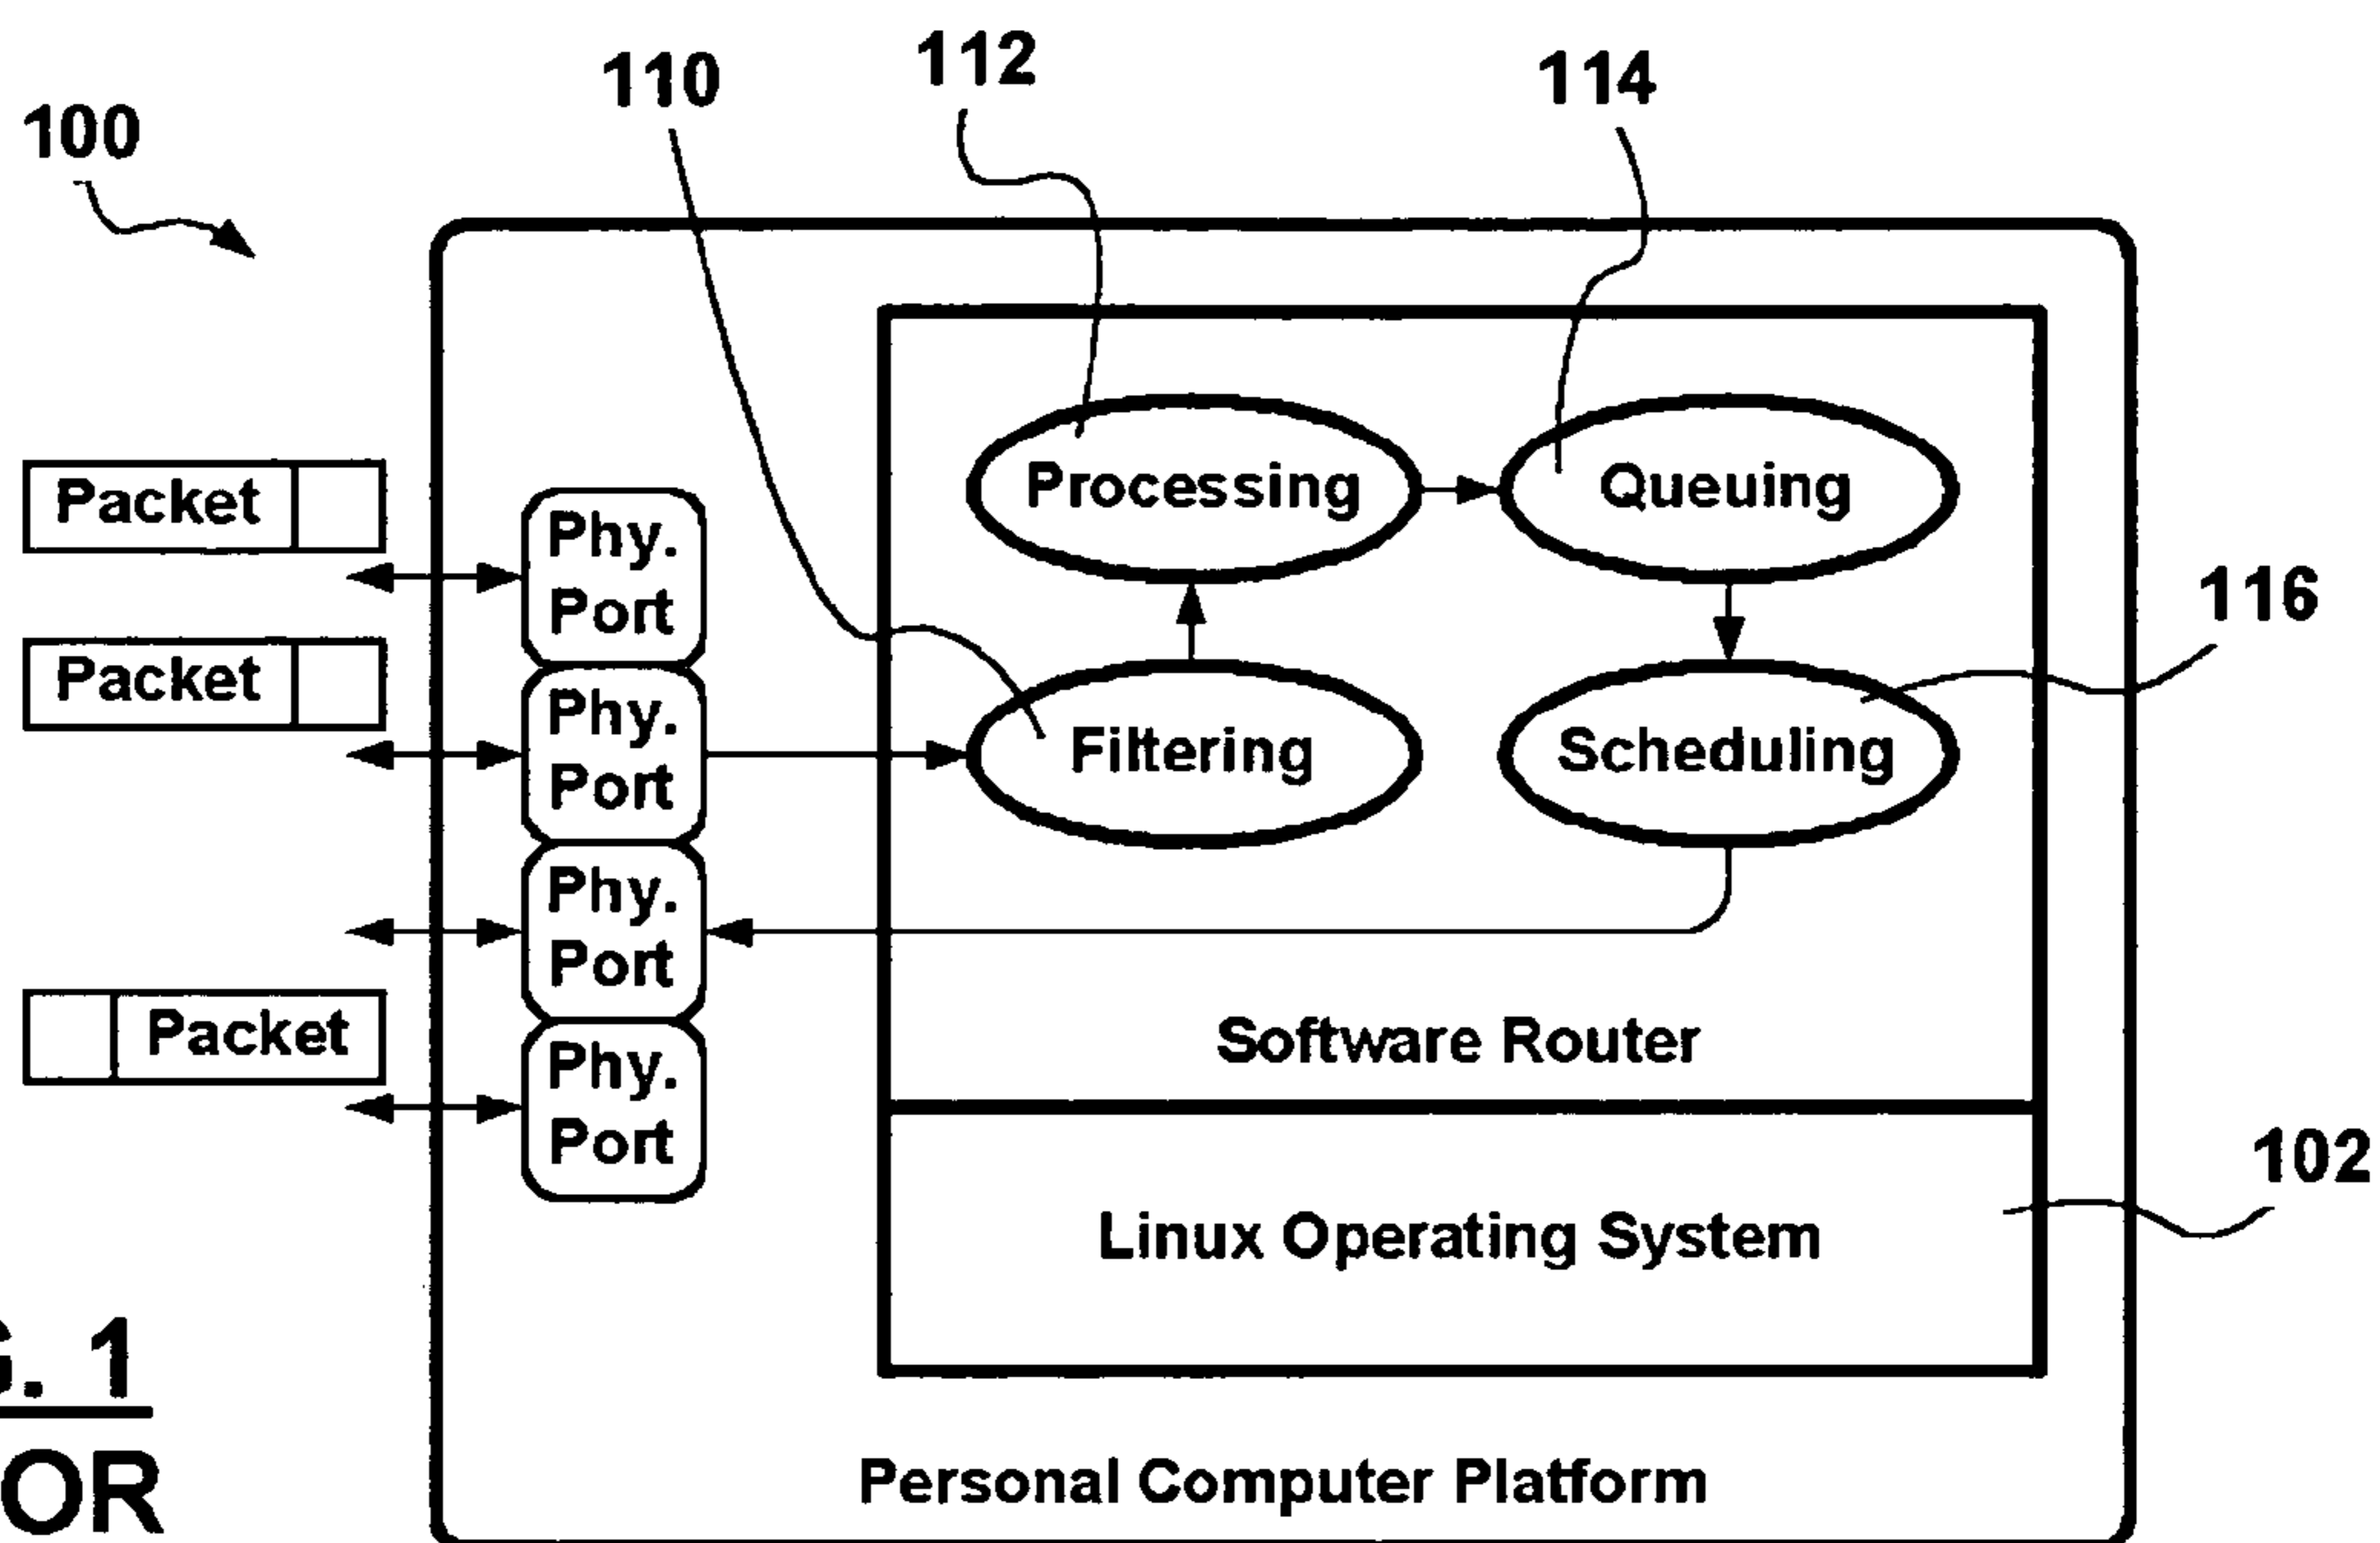 100
110
112
114
Packet
Packet
Packet
Phy.
Port
Phy.
Port
Phy.
Port
Phy.
Port
Processing
Queuing
Filtering
Scheduling
116
Software Router
Linux Operating System
102
Personal Computer Platform
. 1
OR